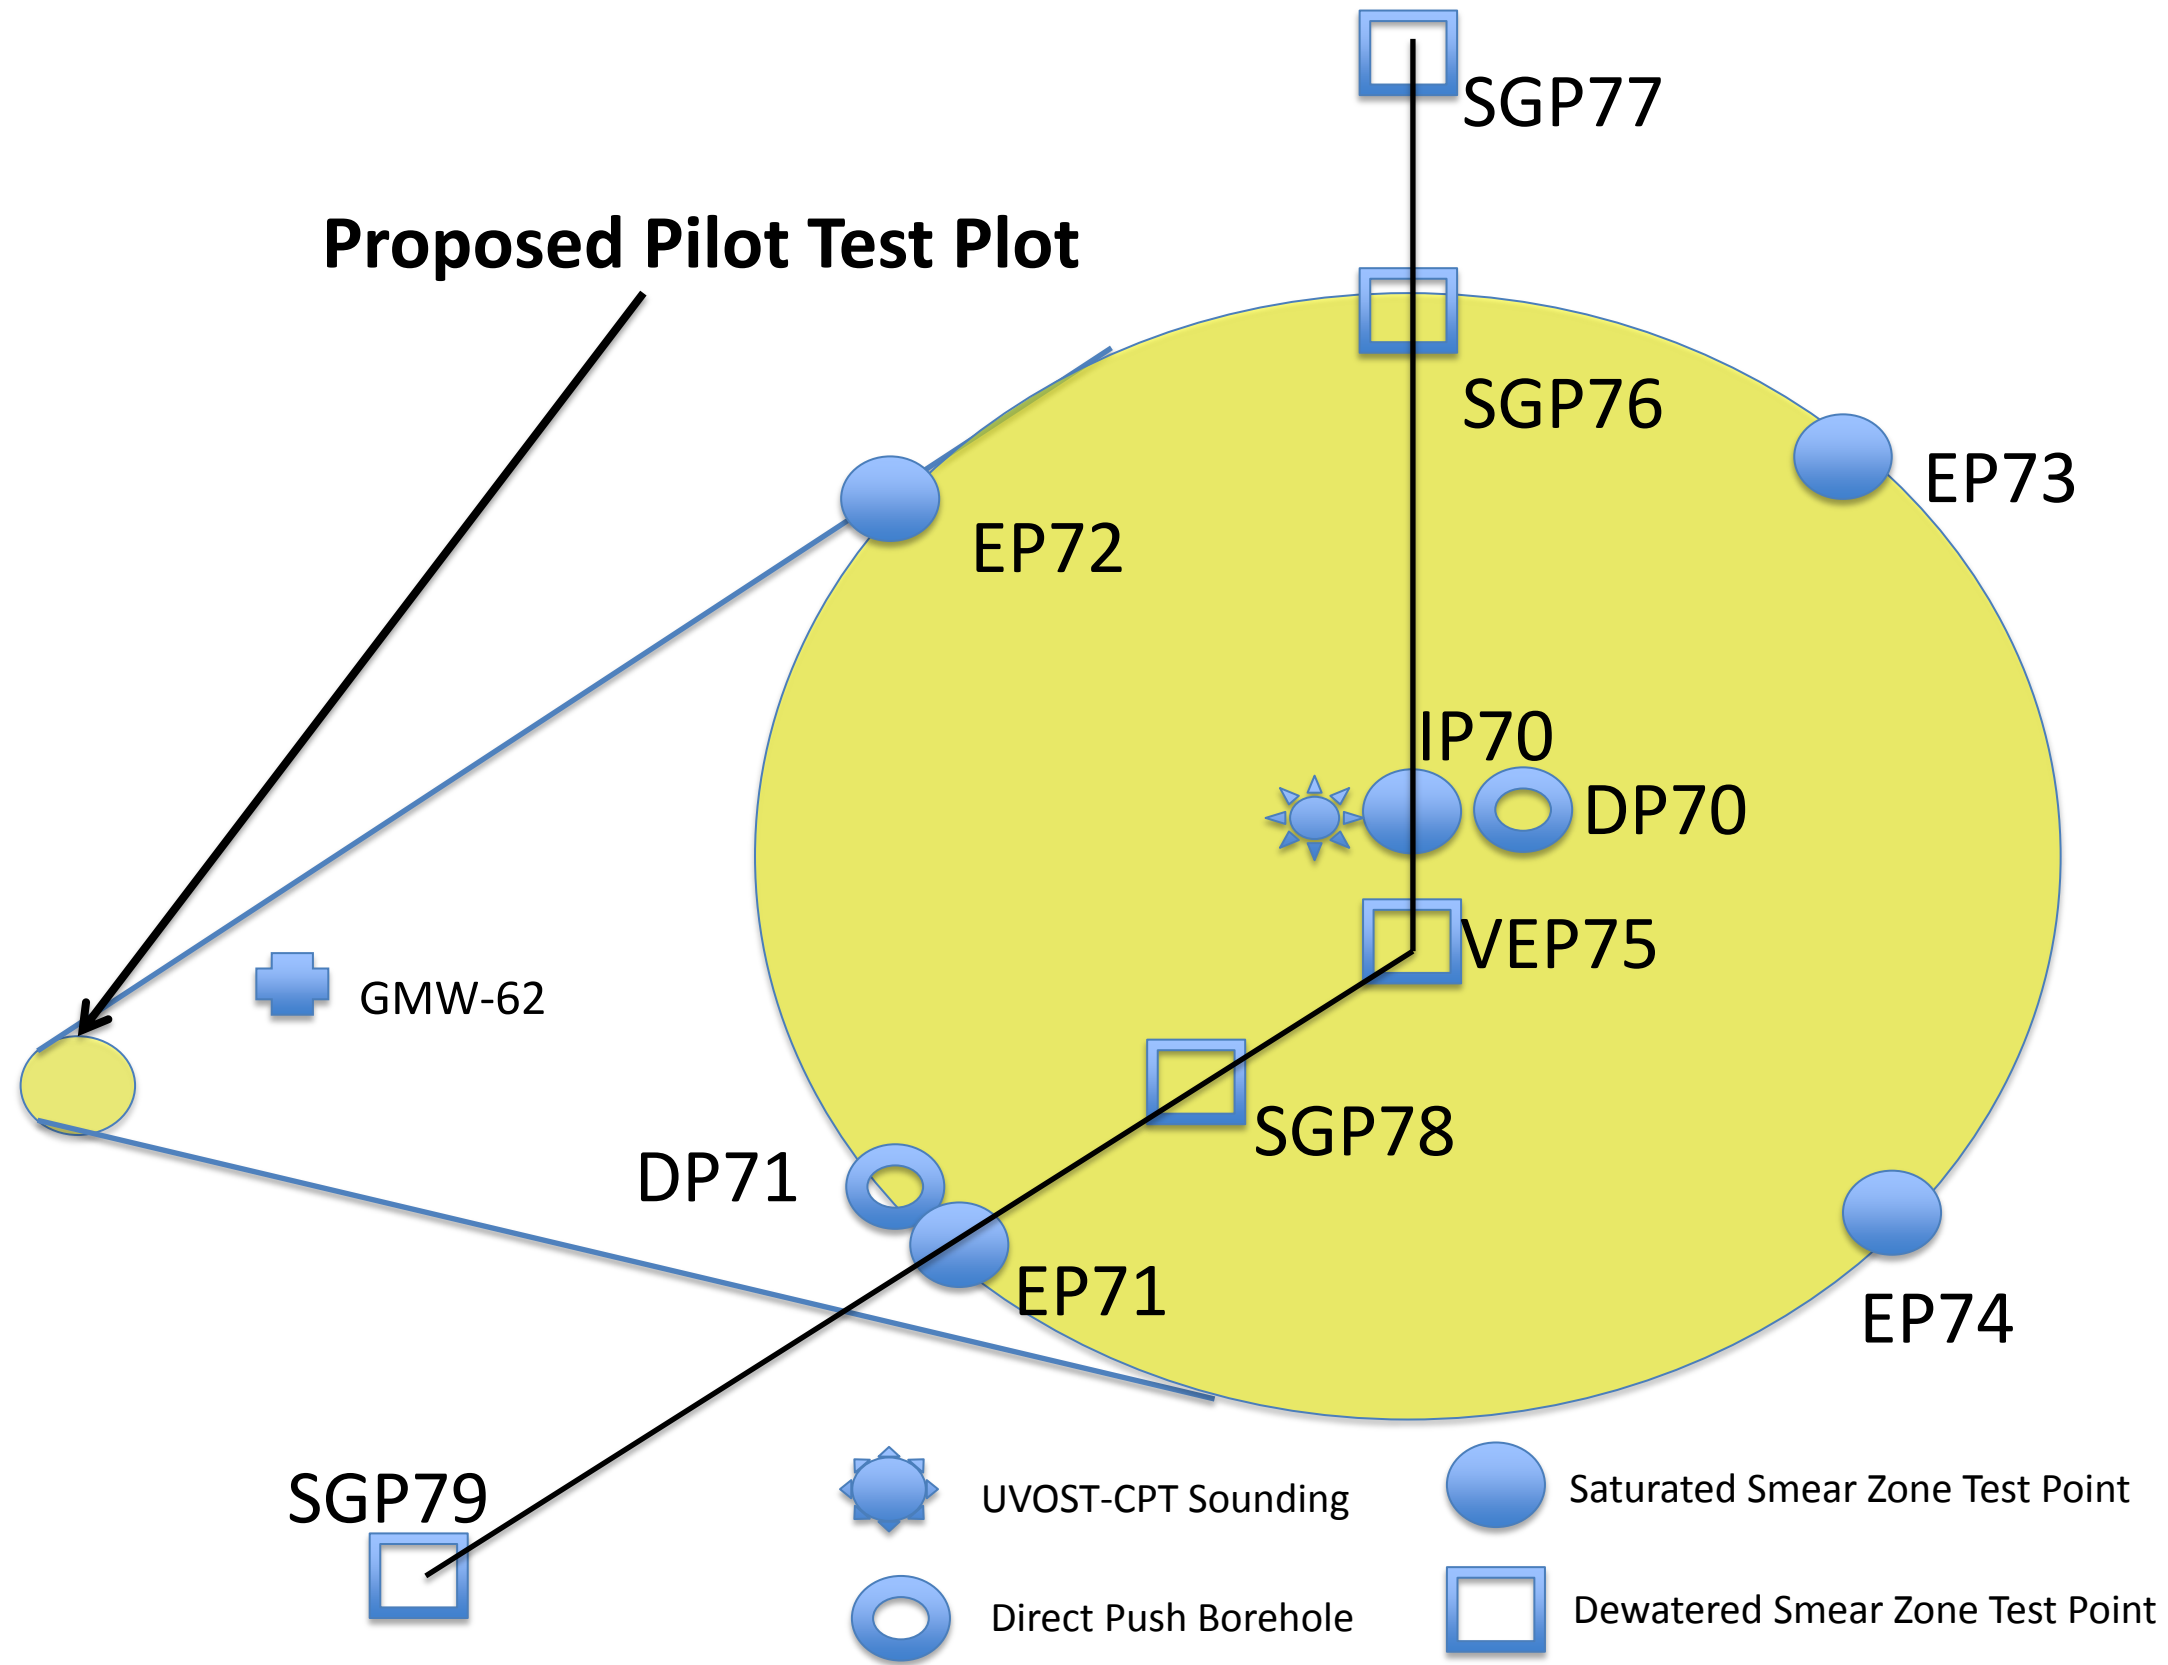 SGP77
Proposed Pilot Test Plot
SGP76
EP73
EP72
IP70
DP70
VEP75
GMW-62
SGP78
DP71
EP71
EP74
SGP79
UVOST-CPT Sounding
Saturated Smear Zone Test Point
Direct Push Borehole
Dewatered Smear Zone Test Point